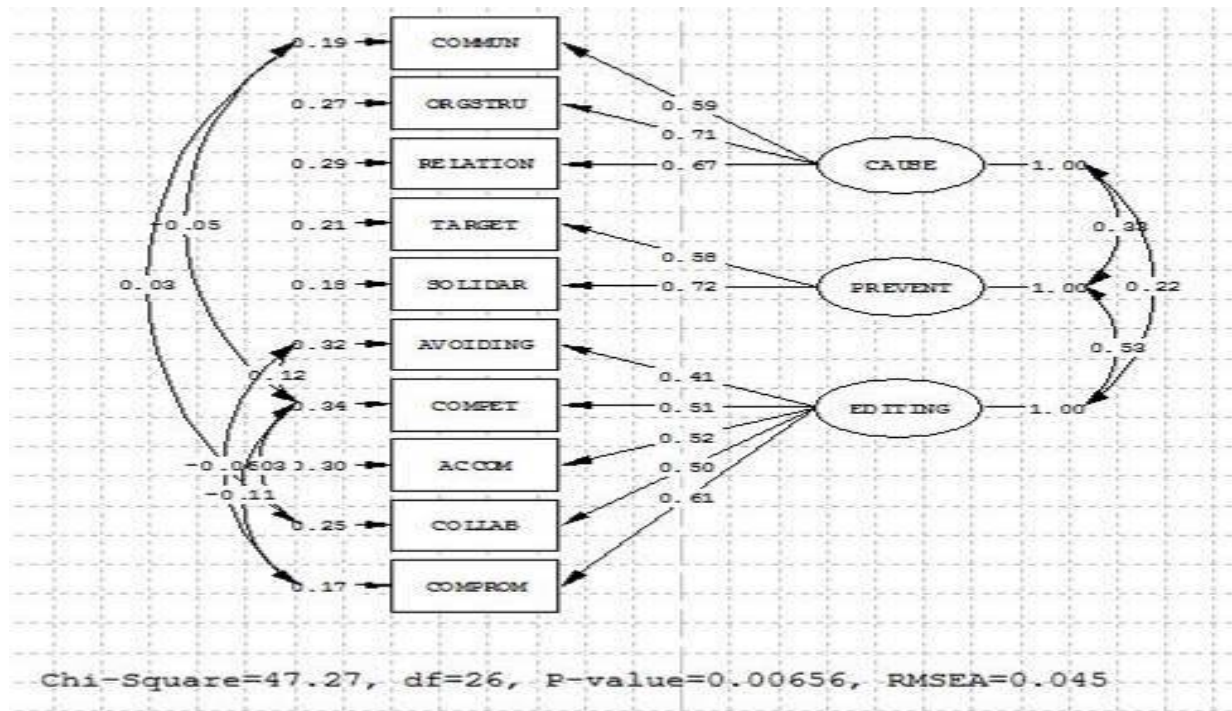 0.19 COMMUN
0.27 ORGSTRU 0.59
0.71
0.29 RELATION 0.67 CAUSE 1.00
0.21 TARGET 0.33
-0.05
0.58
0.03 0.18 SOLIDAR 0.72 PREVENT 1.00 0.22
0.32 AVOIDING 0.53
0.12 0.41
0.34 COMPET 0.51 EDITING 1.00
0.52
0.30 ACCOM 0.50
-0.11 0.61
0.25 COLLAB
0.17 COMPROM
Chi-Square=47.27, df=26, P-value=0.00656, RMSEA=0.045